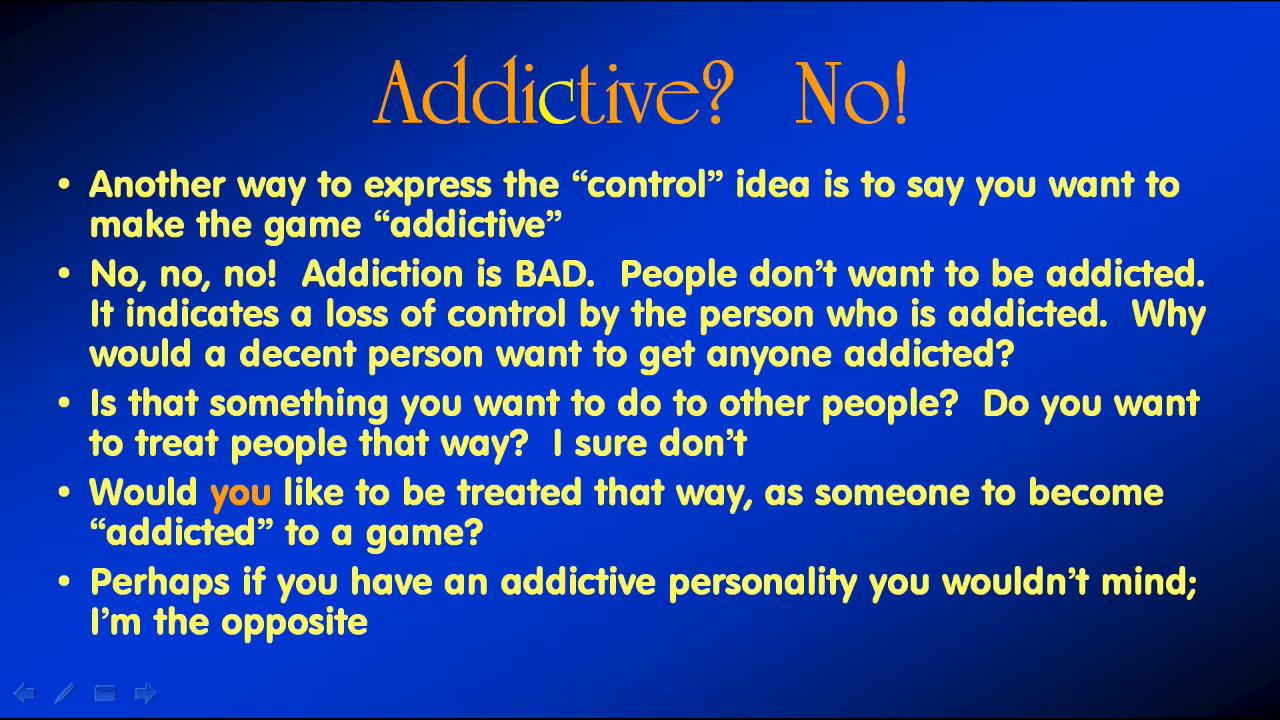 Addictive? No!
• Another way to express the “control” idea is to say you want to
make the game “addictive”
• No, no, no! Addiction is BAD. People don’t want to be addicted.
It indicates a loss of control by the person who is addicted. Why
would a decent person want to get anyone addicted?
• Is that something you want to do to other people? Do you want
to treat people that way? I sure don’t
• Would you like to be treated that way, as someone to become
“addicted” to a game?
• Perhaps if you have an addictive personality you wouldn’t mind;
I’m the opposite